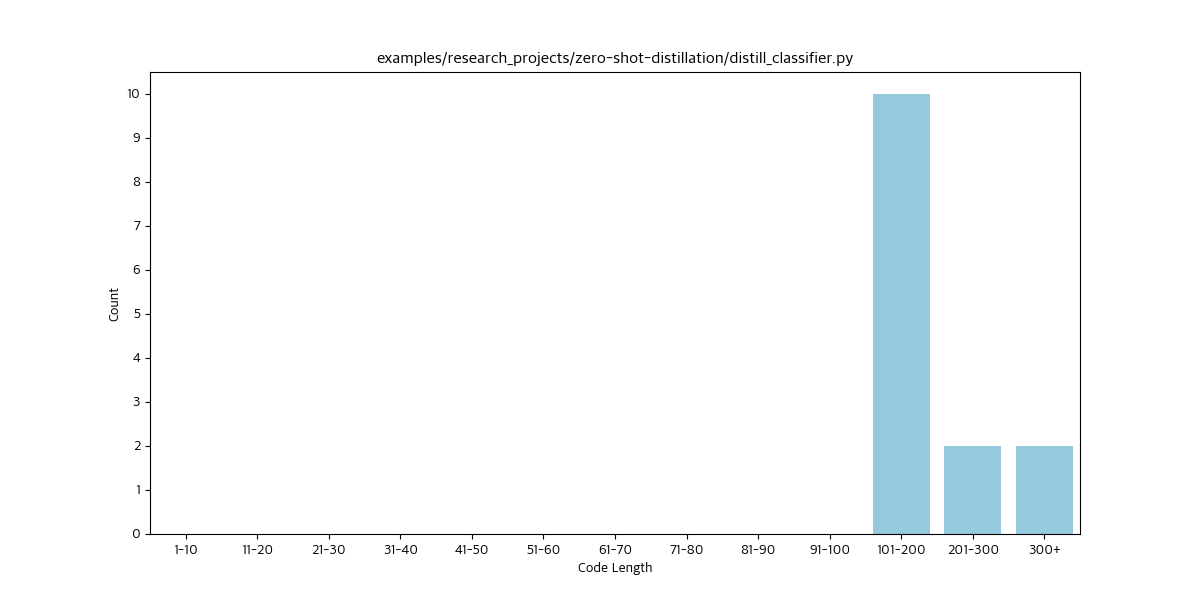 examples/research_projects/zero-shot-distillation/distill_classifier.py
10
9
8
7
6
5
4
3
2
1
0
Count
1-10 11-20 21-30 31-40 41-50 51-60 61-70 71-80 81-90 91-100 101-200 201-300 300+
Code Length